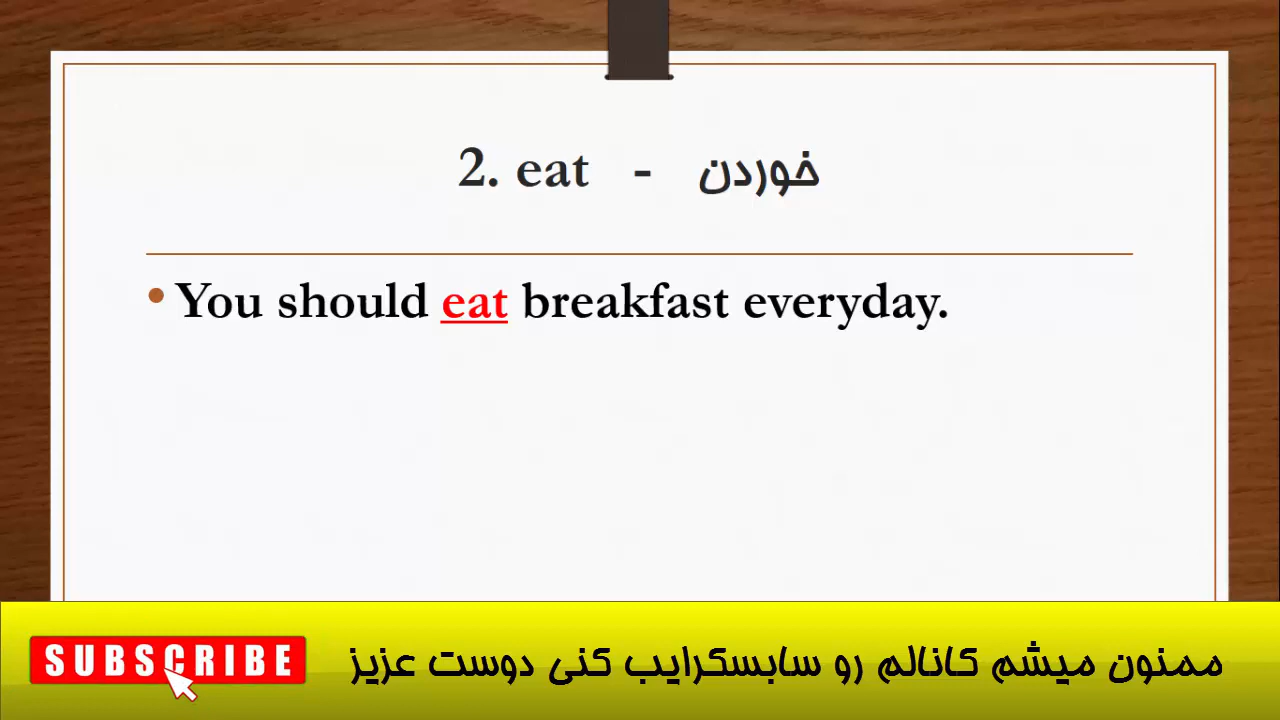 2. eat - خوردن
• You should eat breakfast everyday.
SUBSCRIBE
ممنون میشم کانالم رو سابسکرایب کنی دوست عزیز